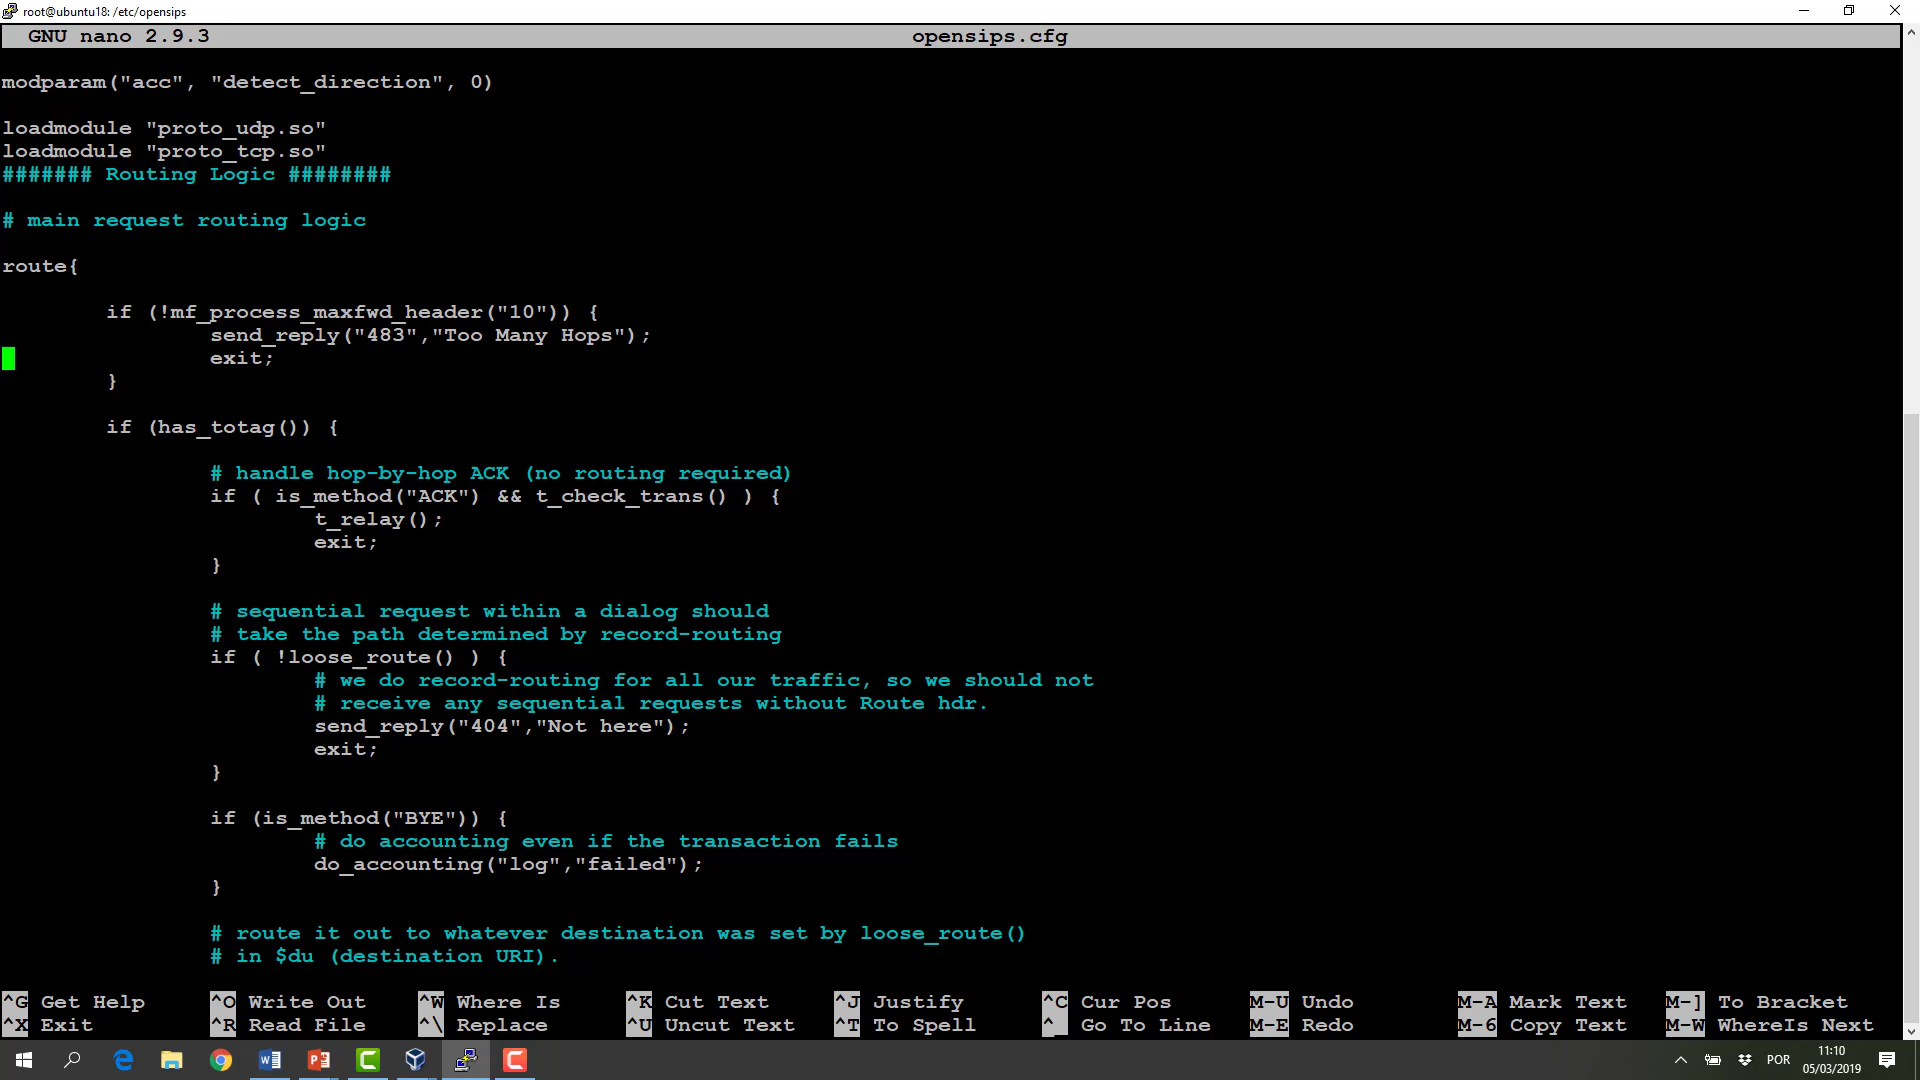 root@ubuntu18: /etc/opensips
GNU nano 2.9.3 opensips.cfg
modparam("acc", "detect_direction", 0)
loadmodule "proto_udp.so"
loadmodule "proto_tcp.so"
####### Routing Logic ########
# main request routing logic
route{
if (!mf_process_maxfwd_header("10")) {
send_reply("483","Too Many Hops");
exit;
}
if (has_totag()) {
# handle hop-by-hop ACK (no routing required)
if ( is_method("ACK") && t_check_trans() ) {
t_relay();
exit;
}
# sequential request within a dialog should
# take the path determined by record-routing
if ( !loose_route() ) {
# we do record-routing for all our traffic, so we should not
# receive any sequential requests without Route hdr.
send_reply("404","Not here");
exit;
}
if (is_method("BYE")) {
# do accounting even if the transaction fails
do_accounting("log","failed");
}
# route it out to whatever destination was set by loose_route()
# in $du (destination URI).
^G Get Help ^O Write Out ^W Where Is ^K Cut Text ^J Justify ^C Cur Pos M-U Undo M-A Mark Text M-] To Bracket
^X Exit ^R Read File ^\ Replace ^U Uncut Text ^T To Spell ^_ Go To Line M-E Redo M-6 Copy Text M-W WhereIs Next
POR
11:10
05/03/2019